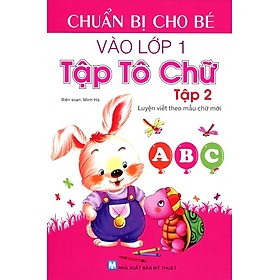 CHUẨN BỊ CHO BÉ
VÀO LỚP 1
Tập Tô Chữ
Tập 2
Biên soạn: Minh Hà
Luyện viết theo mẫu chữ mới
A B C
NHÀ XUẤT BẢN MỸ THUẬT